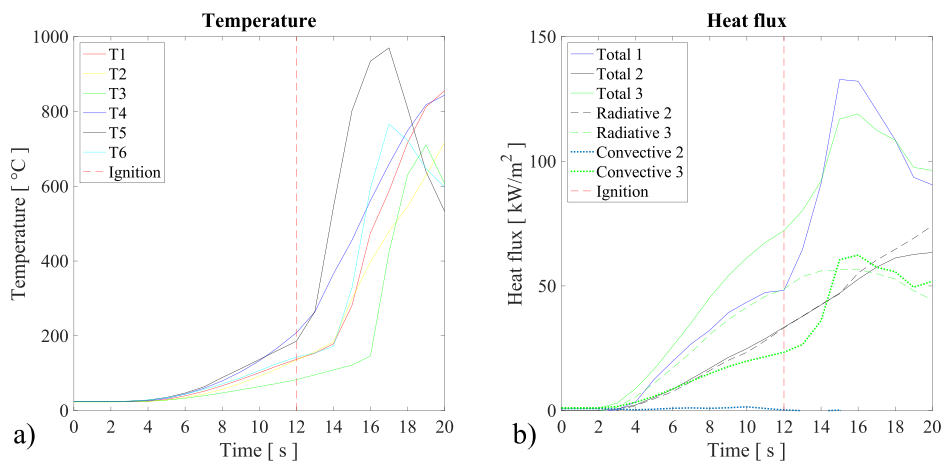 Temperature
1000
800
600
400
200
0
0 2 4 6 8 10 12 14 16 18 20
Temperature [ °C]
Time [ s ]
T1
T2
T3
T4
T5
T6
Ignition
a)
Heat flux
150
100
50
0
0 2 4 6 8 10 12 14 16 18 20
Heat flux [ kW/m²]
Time [ s ]
Total 1
Total 2
Total 3
Radiative 2
Radiative 3
Convective 2
Convective 3
Ignition
b)